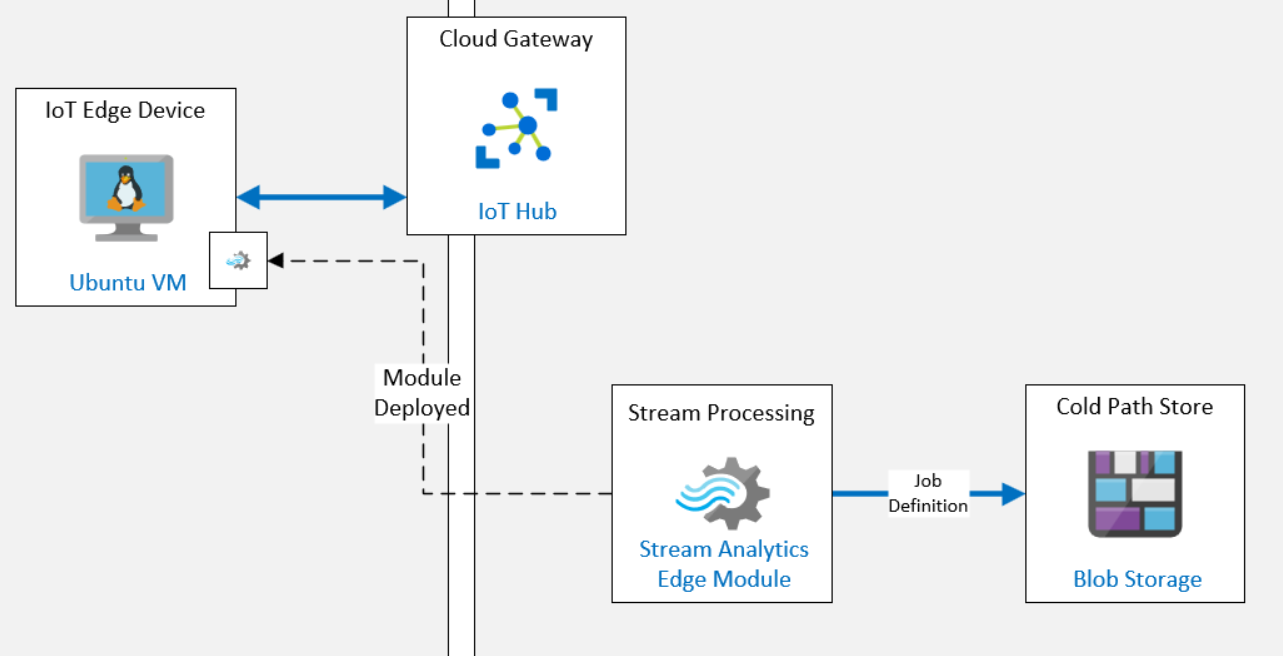 Cloud Gateway
IoT Hub
IoT Edge Device
Ubuntu VM
Module
Deployed
Stream Processing
Stream Analytics
Edge Module
Job
Definition
Cold Path Store
Blob Storage